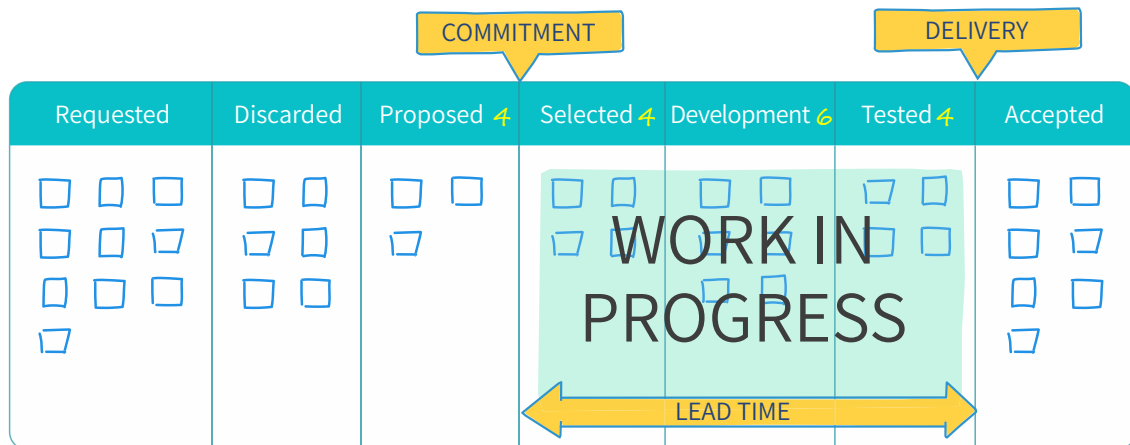 COMMITMENT
DELIVERY
Requested
Discarded
Proposed 4
Selected 4
Development 6
Tested 4
Accepted
WORK IN
PROGRESS
LEAD TIME